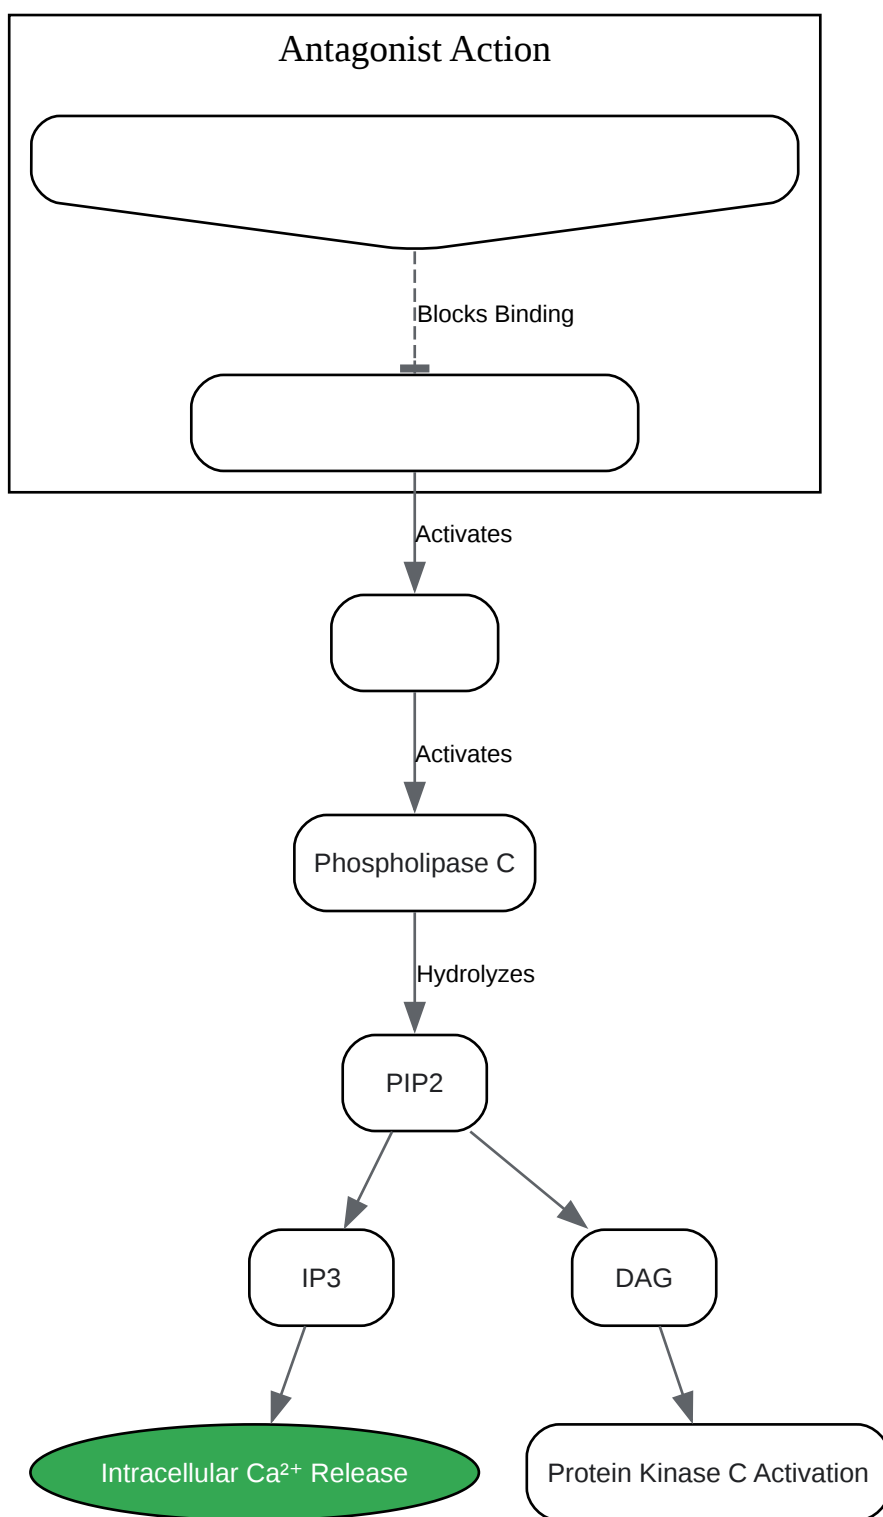 Antagonist Action
Blocks Binding
Activates
Activates
Phospholipase C
Hydrolyzes
PIP2
IP3
DAG
Intracellular Ca²⁺ Release
Protein Kinase C Activation